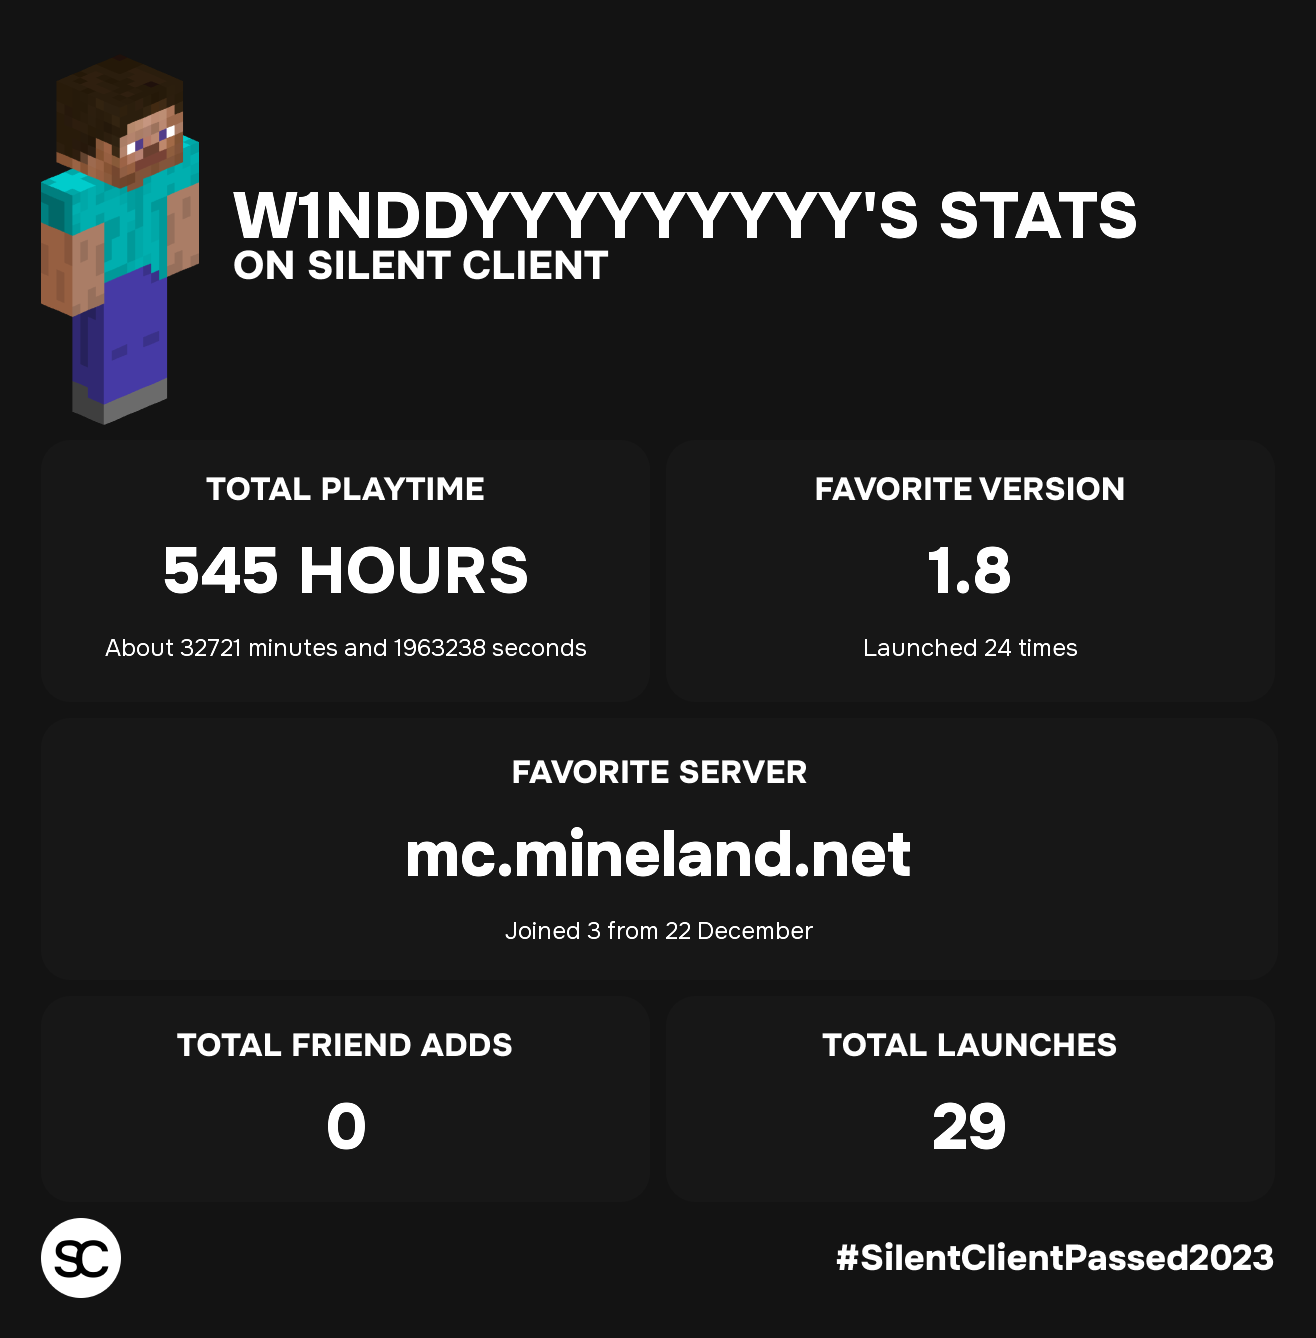 W1NDDYYYYYYYYY'S STATS
ON SILENT CLIENT
TOTAL PLAYTIME
545 HOURS
About 32721 minutes and 1963238 seconds
FAVORITE VERSION
1.8
Launched 24 times
FAVORITE SERVER
mc.mineland.net
Joined 3 from 22 December
TOTAL FRIEND ADDS
0
TOTAL LAUNCHES
29
SC
#SilentClientPassed2023